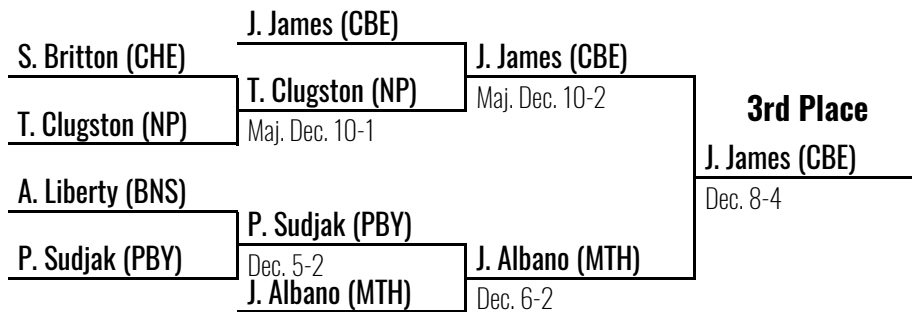 J. James (CBE)
S. Britton (CHE)
J. James (CBE)
T. Clugston (NP)
Maj. Dec. 10-2
3rd Place
T. Clugston (NP)
Maj. Dec. 10-1
J. James (CBE)
A. Liberty (BNS)
Dec. 8-4
P. Sudjak (PBY)
P. Sudjak (PBY)
Dec. 5-2
J. Albano (MTH)
J. Albano (MTH)
Dec. 6-2